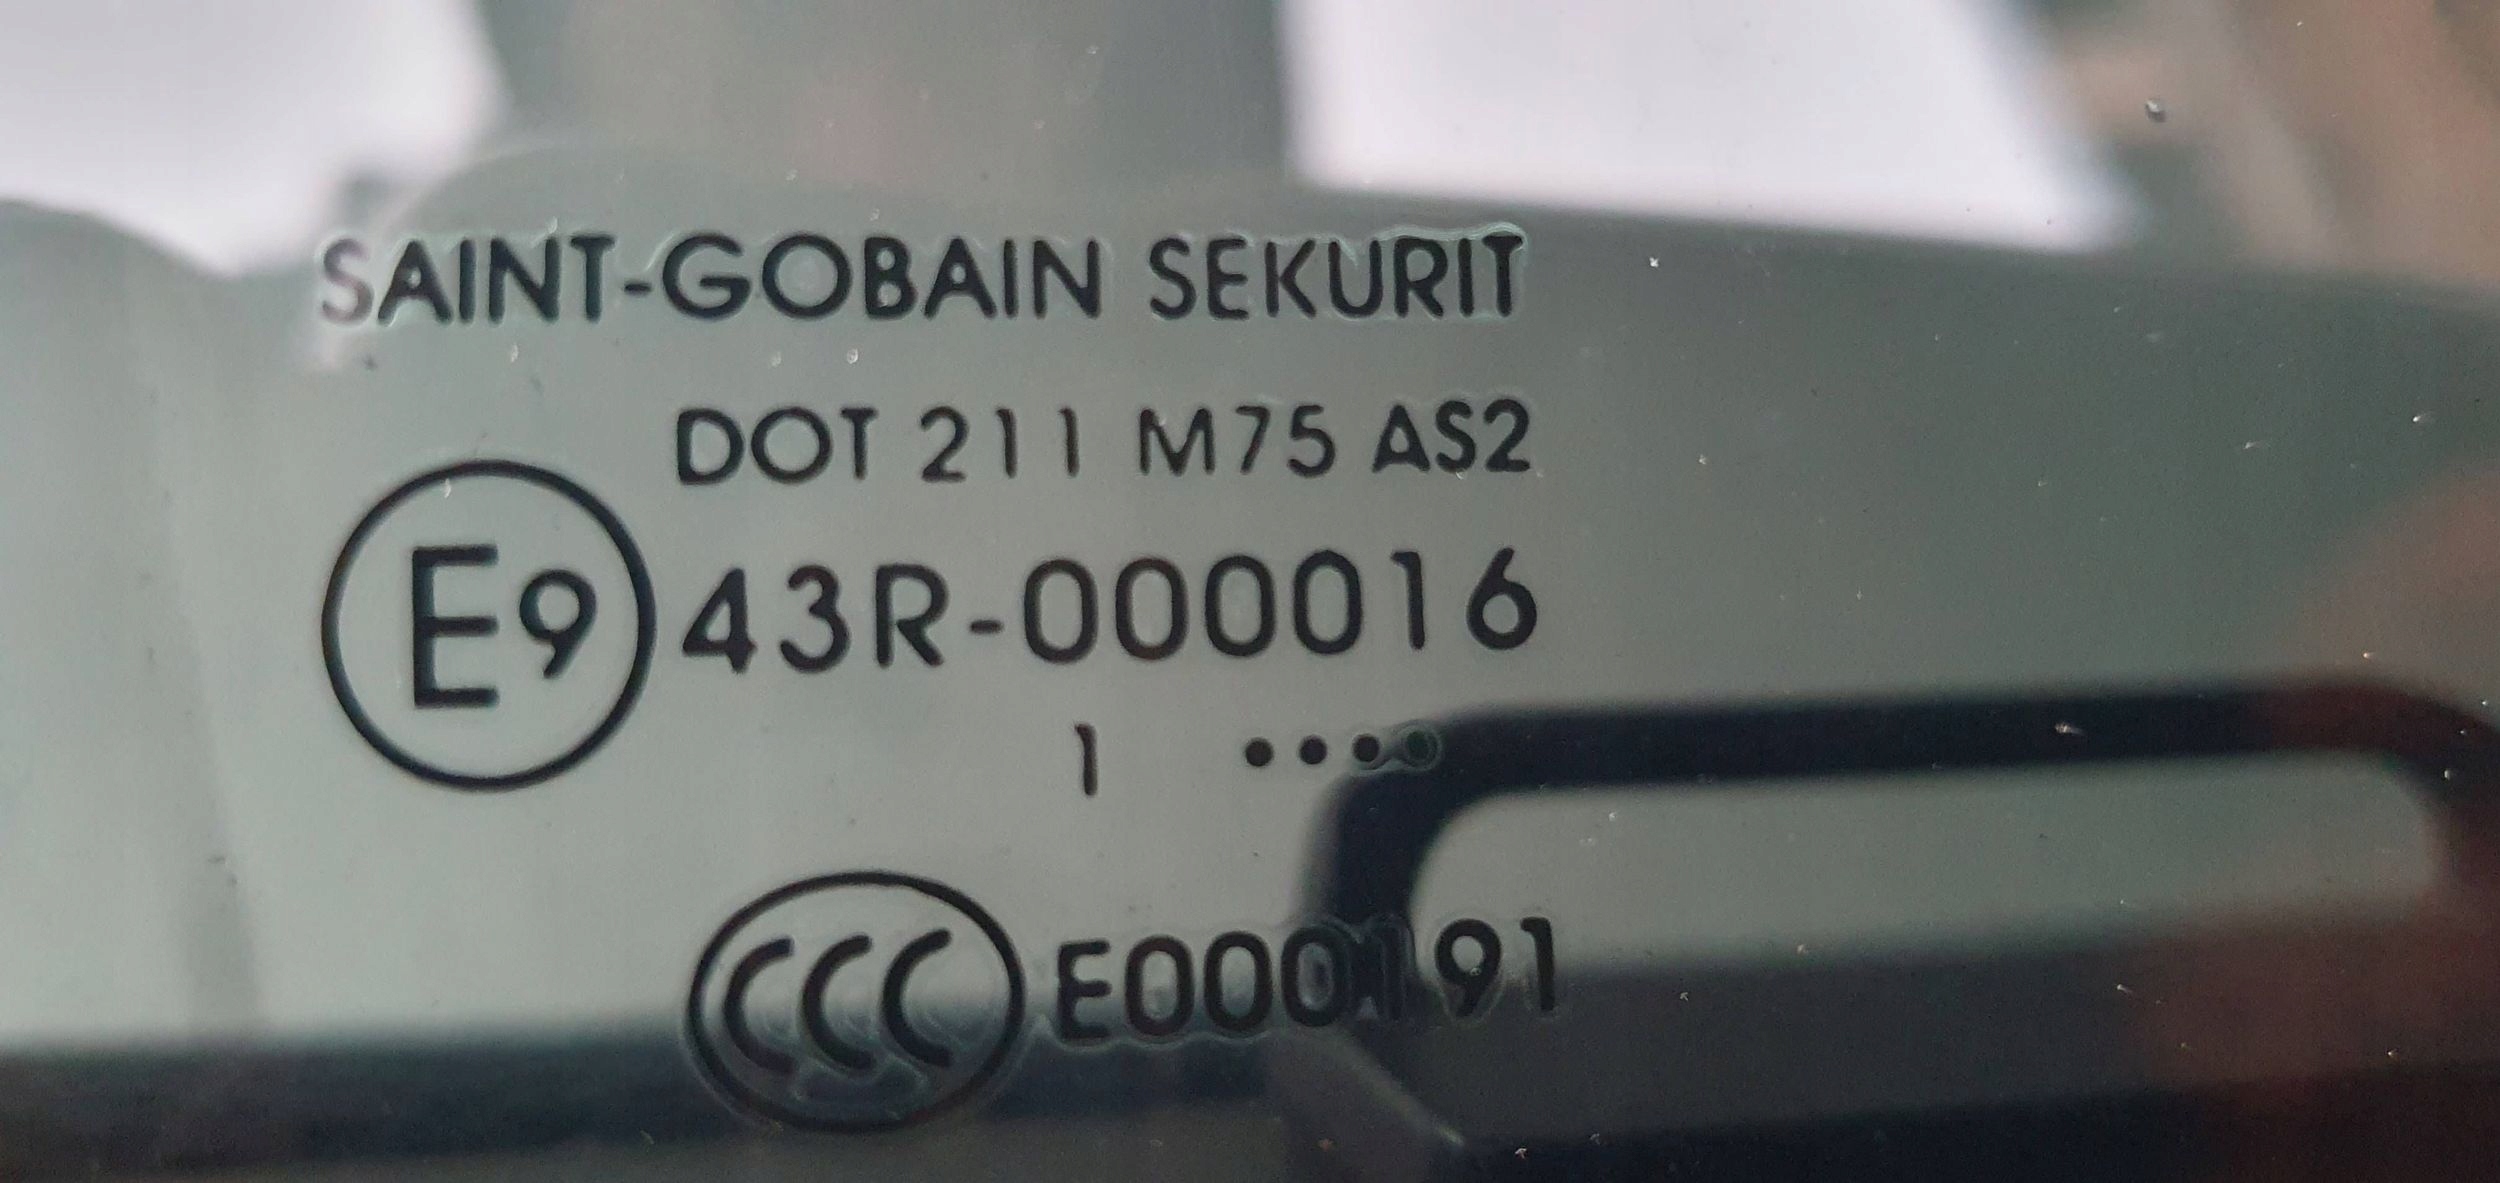 SAINT-GOBAIN SEKURIT
DOT 211 M75 AS2
E9 43R-000016
1 ••••
CCC E000191